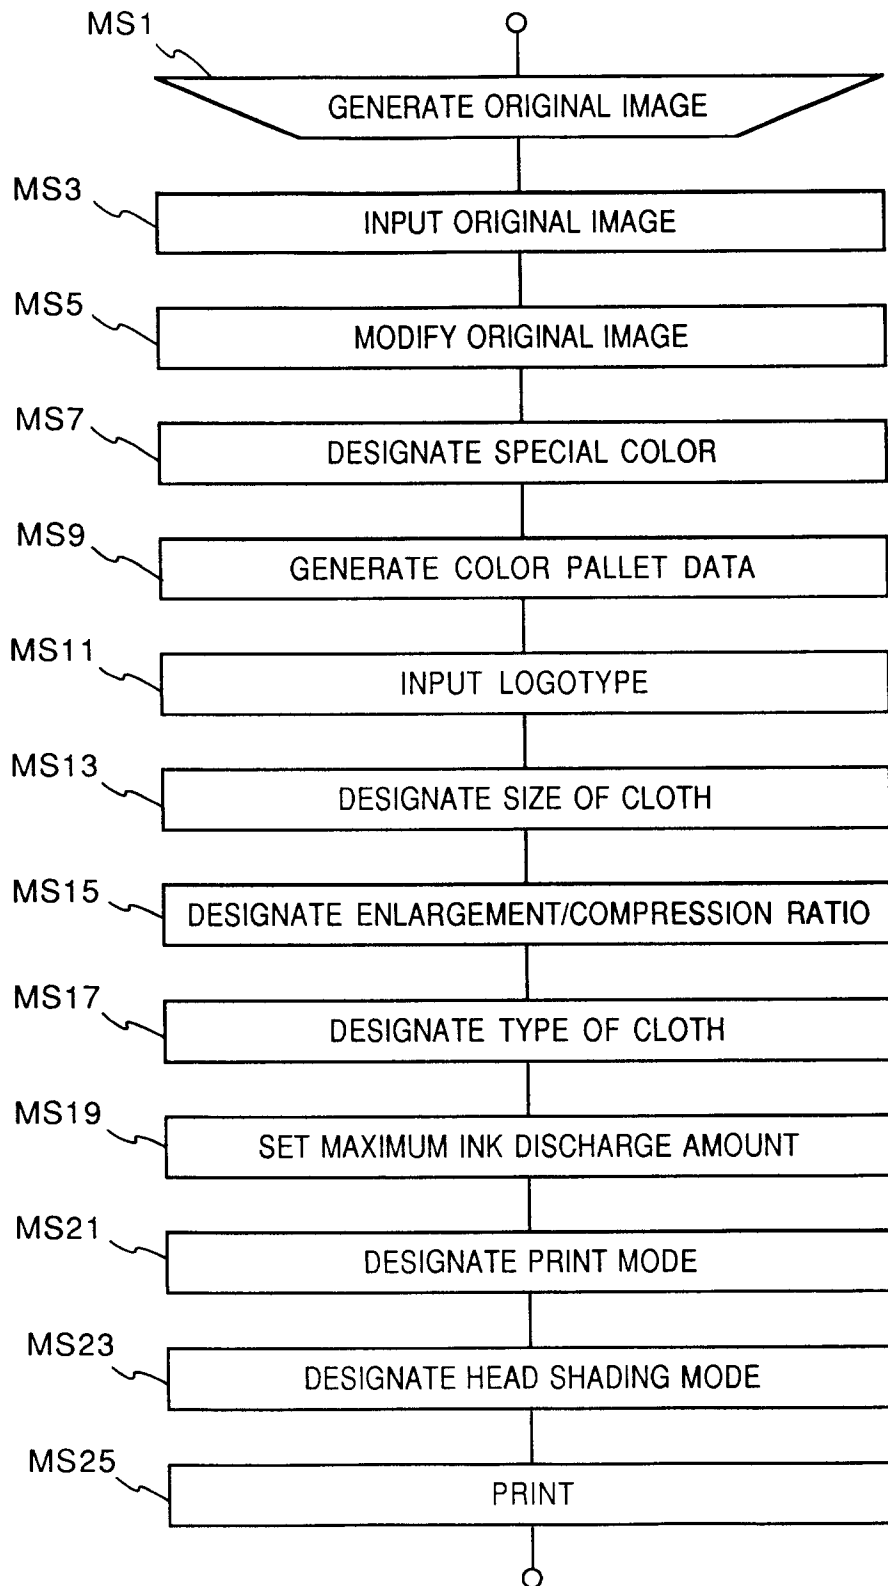 MS1
GENERATE ORIGINAL IMAGE
MS3
INPUT ORIGINAL IMAGE
MS5
MODIFY ORIGINAL IMAGE
MS7
DESIGNATE SPECIAL COLOR
MS9
GENERATE COLOR PALLET DATA
MS11
INPUT LOGOTYPE
MS13
DESIGNATE SIZE OF CLOTH
MS15
DESIGNATE ENLARGEMENT/COMPRESSION RATIO
MS17
DESIGNATE TYPE OF CLOTH
MS19
SET MAXIMUM INK DISCHARGE AMOUNT
MS21
DESIGNATE PRINT MODE
MS23
DESIGNATE HEAD SHADING MODE
MS25
PRINT